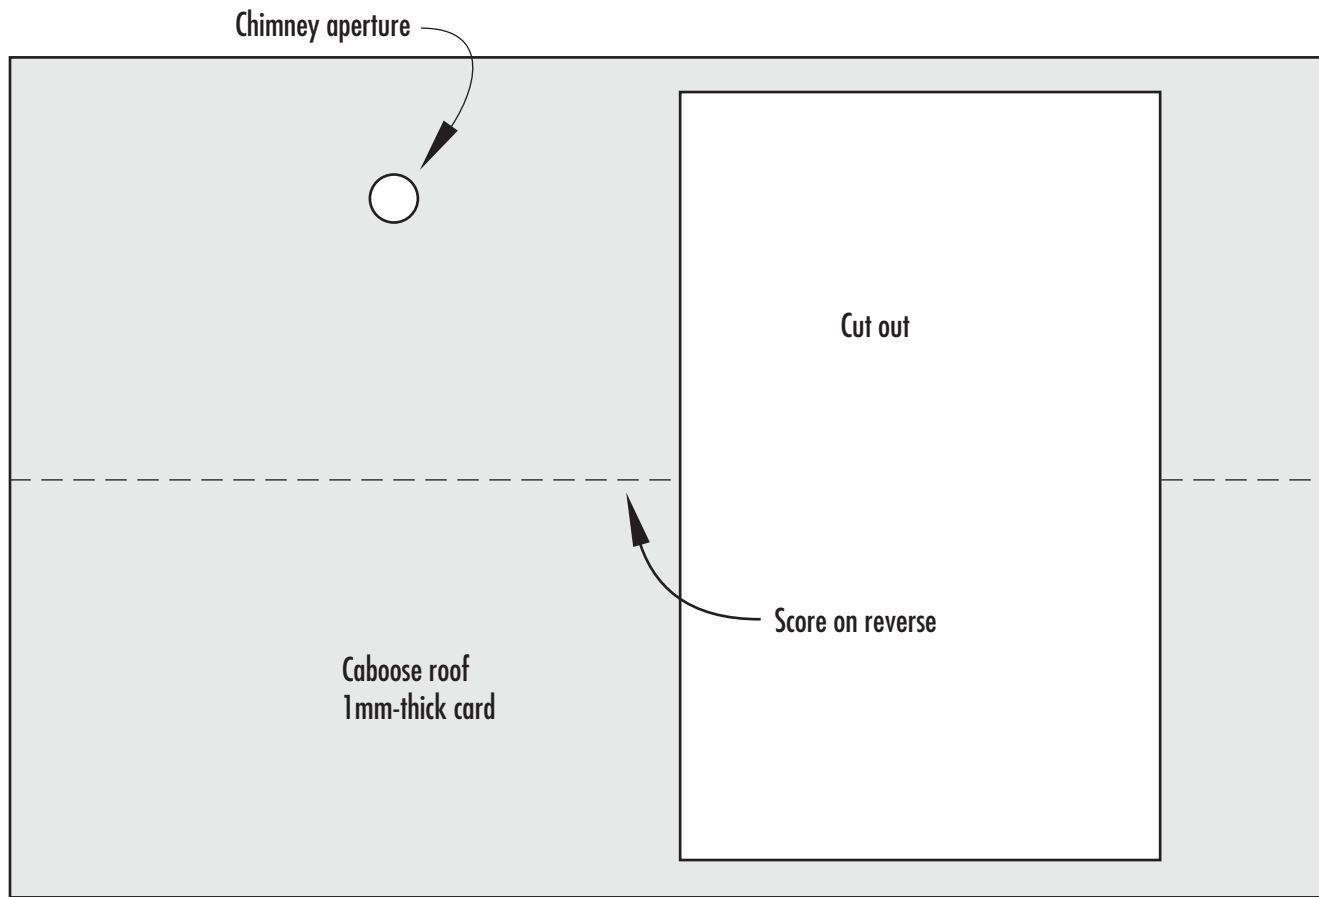 Chimney aperture
Cut out
Score on reverse
Caboose roof
1mm-thick card